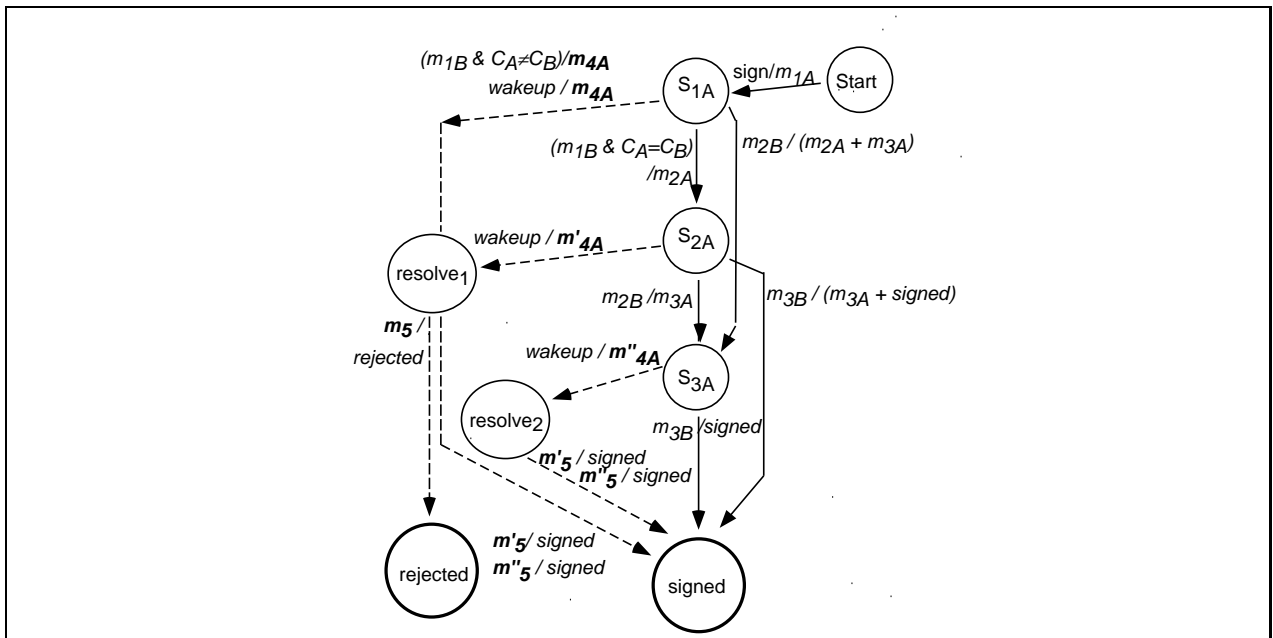 (m1B & CA≠CB)/m4A
wakeup / m4A
S1A
sign/m1A
Start
(m1B & CA=CB)
/m2A
m2B / (m2A + m3A)
S2A
wakeup / m'4A
resolve1
m2B /m3A
m3B / (m3A + signed)
m5 /
rejected
wakeup / m''4A
S3A
resolve2
m3B /signed
m'5 / signed
m''5 / signed
m'5/ signed
m''5 / signed
rejected
signed